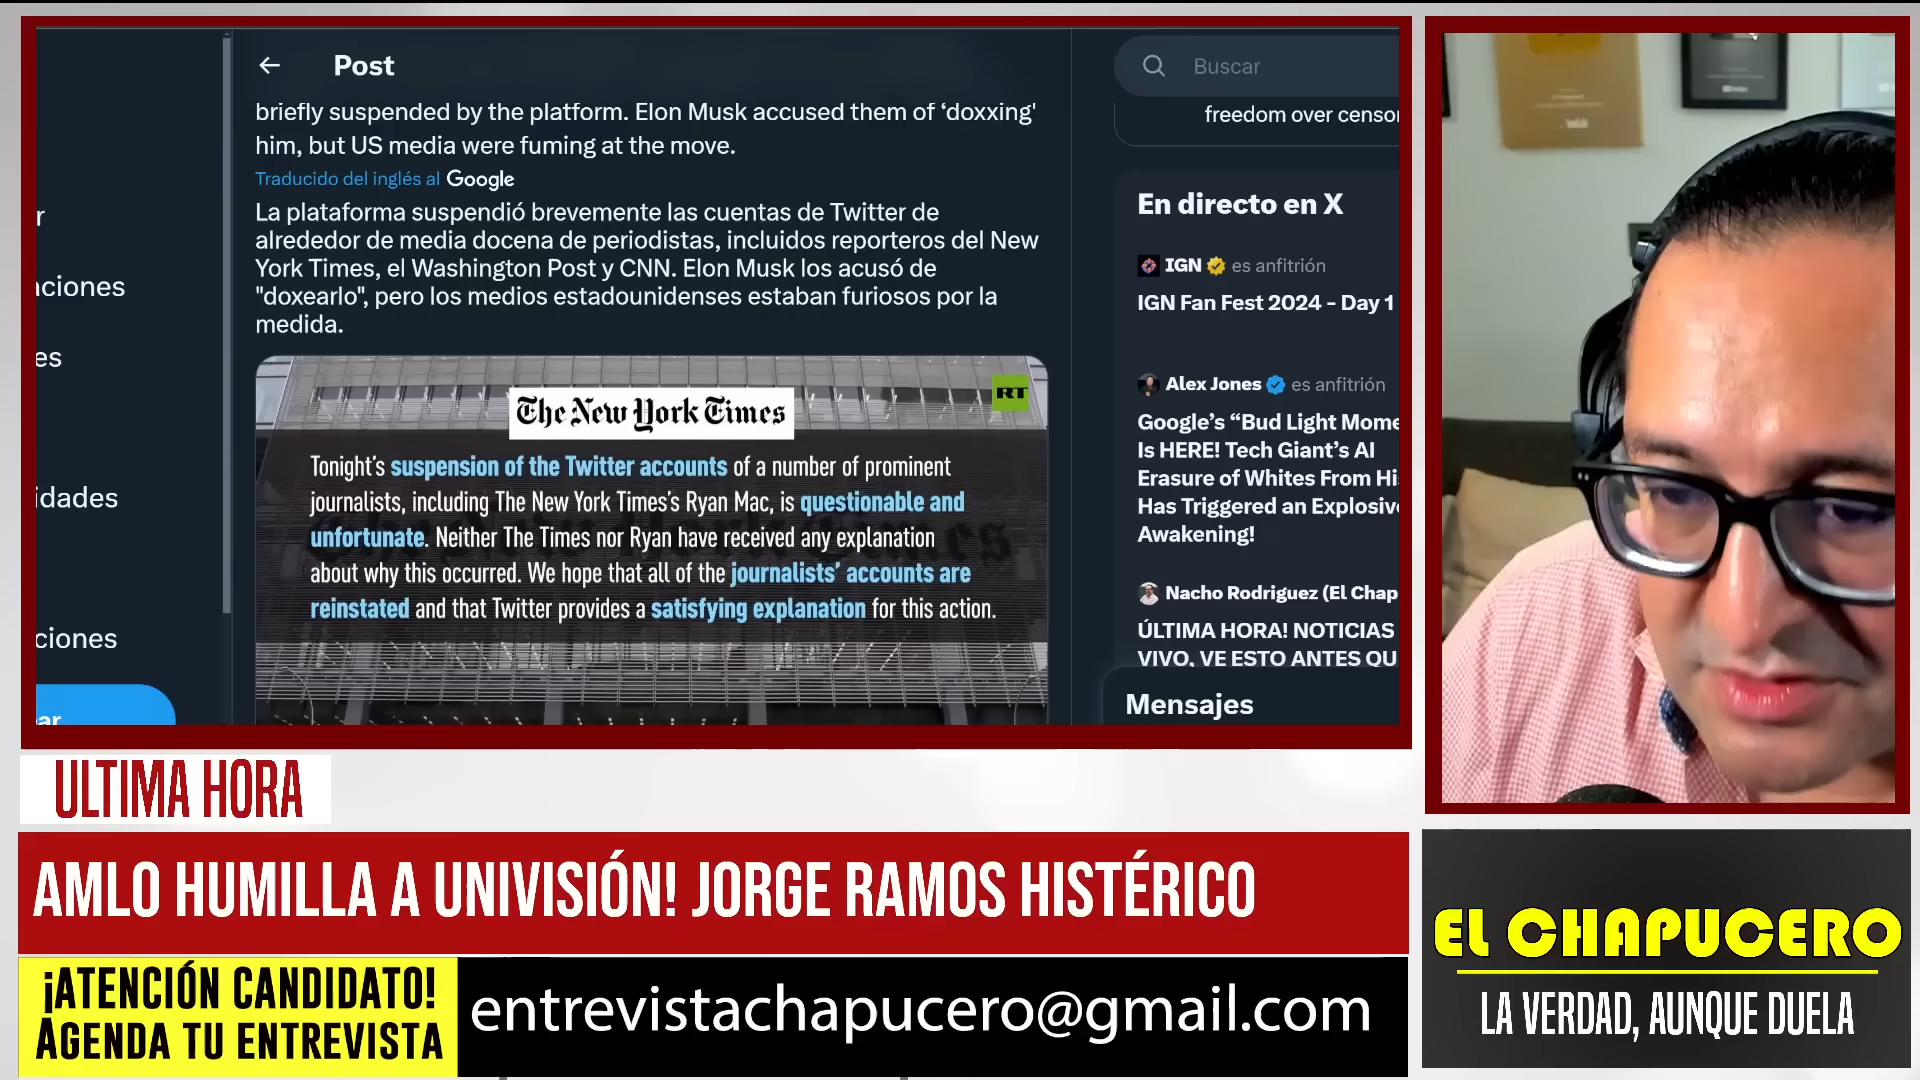 Post
briefly suspended by the platform. Elon Musk accused them of ‘doxxing'
him, but US media were fuming at the move.
Traducido del inglés al Google
La plataforma suspendió brevemente las cuentas de Twitter de
alrededor de media docena de periodistas, incluidos reporteros del New
York Times, el Washington Post y CNN. Elon Musk los acusó de
"doxearlo", pero los medios estadounidenses estaban furiosos por la
medida.
RT
The New York Times
Tonight's suspension of the Twitter accounts of a number of prominent
journalists, including The New York Times's Ryan Mac, is questionable and
unfortunate. Neither The Times nor Ryan have received any explanation
about why this occurred. We hope that all of the journalists' accounts are
reinstated and that Twitter provides a satisfying explanation for this action.
r
aciones
es
idades
ciones
ar
Buscar
freedom over censor
En directo en X
IGN es anfitrión
IGN Fan Fest 2024 - Day 1
Alex Jones es anfitrión
Google's “Bud Light Mome
Is HERE! Tech Giant's AI
Erasure of Whites From His
Has Triggered an Explosive
Awakening!
Nacho Rodriguez (El Chap
ÚLTIMA HORA! NOTICIAS
VIVO, VE ESTO ANTES QU
Mensajes
ULTIMA HORA
AMLO HUMILLA A UNIVISIÓN! JORGE RAMOS HISTÉRICO
¡ATENCIÓN CANDIDATO!
AGENDA TU ENTREVISTA
entrevistachapucero@gmail.com
EL CHAPUCERO
LA VERDAD, AUNQUE DUELA